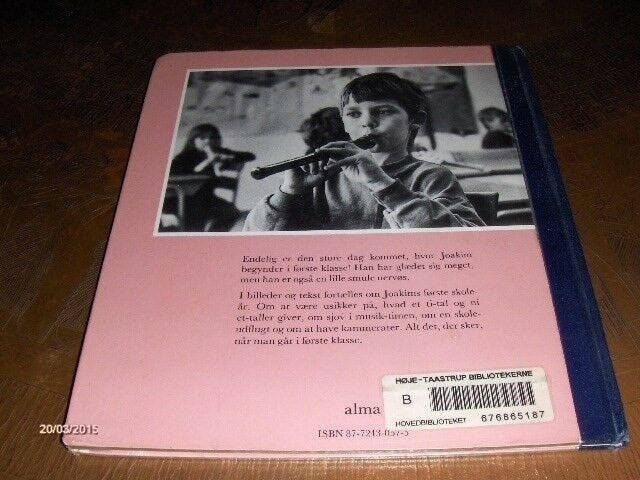 Endelig er den store dag kommet, hvor Joakim
begynder i første klasse! Han har glædet sig meget,
men han er også en lille smule nervøs.
I billeder og tekst fortælles om Joakims første skole-
år. Om at være usikker på, hvad et ti-tal og ni
et-taller giver, om sjov i musik-timen, om en skole-
udflugt og om at have kammerater. Alt det, der sker,
når man går i første klasse.
HØJE-TAASTRUP BIBLIOTEKERNE
B
HOVEDBIBLIOTEKET 676865187
alma
ISBN 87-7243-057-5
20/03/2015